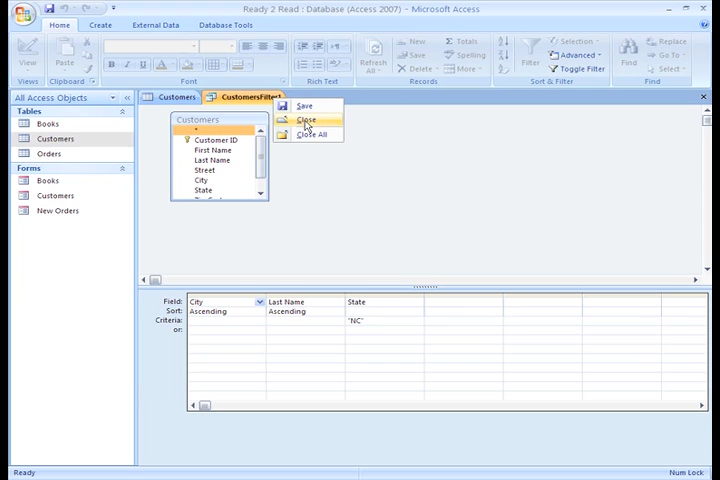 Ready 2 Read : Database (Access 2007) - Microsoft Access
Home Create External Data Database Tools
View Paste B I U A Refresh All New Save Delete Totals Spelling More Filter Selection Advanced Toggle Filter Find Replace Go To Select
Views Clipboard Font Rich Text Records Sort & Filter Find
All Access Objects
Tables
Books
Customers
Orders
Forms
Books
Customers
New Orders
Customers CustomersFilter1
Save
Close
Close All
Customers
*
Customer ID
First Name
Last Name
Street
City
State
Field: City Last Name State
Sort: Ascending Ascending
Criteria: "NC"
or:
Ready Num Lock